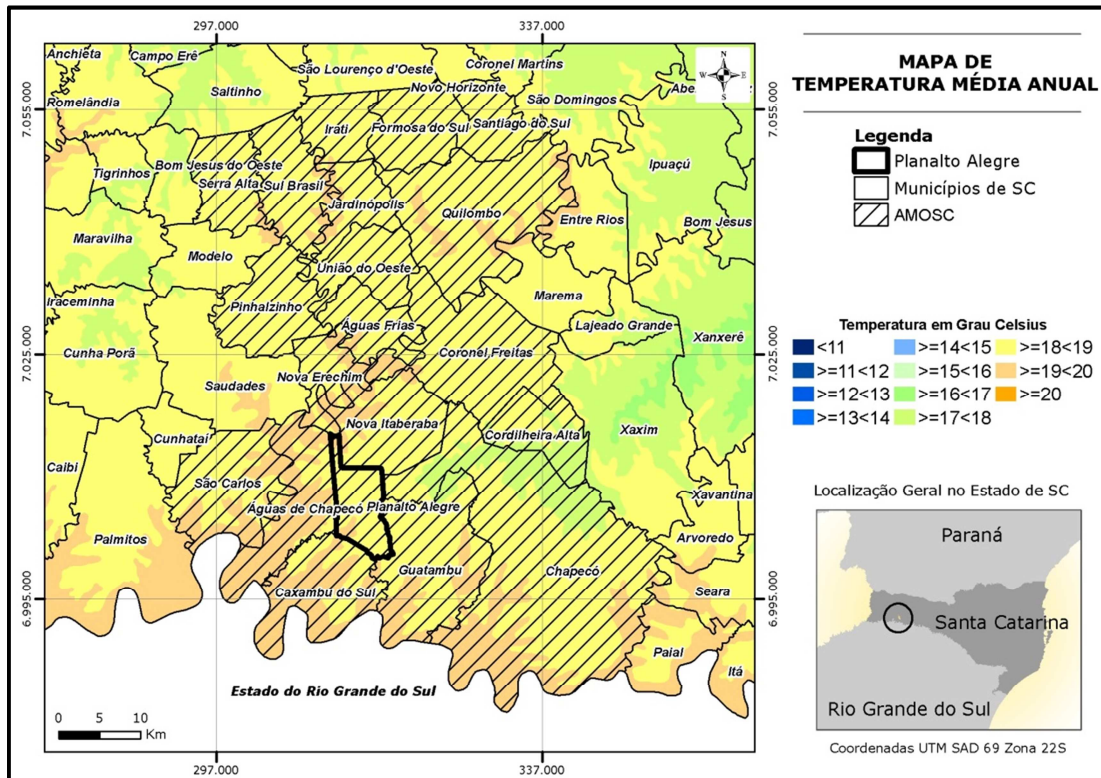 297.000
337.000
Anchieta
Campo Erê
São Lourenço d'Oeste
Coronel Martins
N
W
E
S
Saltinho
Novo Horizonte
São Domingos
Romelândia
7.055.000
7.055.000
Irati
Formosa do Sul
Santiago do Sul
Ipuaçú
Tigrinhos
Bom Jesus do Oeste
Serra Alta
Sul Brasil
Jardinópolis
Quilombo
Entre Rios
Bom Jesus
Maravilha
Modelo
União do Oeste
Iraceminha
Pinhalzinho
Marema
Águas Frias
Lajeado Grande
Xanxerê
Cunha Porã
Coronel Freitas
7.025.000
7.025.000
Saudades
Nova Erechim
Nova Itaberaba
Cordilheira Alta
Xaxim
Cunhataí
Caibi
São Carlos
Xavantina
Águas de Chapecó
Planalto Alegre
Palmitos
Arvoredo
Guatambu
Chapecó
Caxambu do Sul
Seara
6.995.000
6.995.000
Paial
Itá
Estado do Rio Grande do Sul
0 5 10
Km
297.000
337.000
MAPA DE
TEMPERATURA MÉDIA ANUAL
Legenda
Planalto Alegre
Municípios de SC
AMOSC
Temperatura em Grau Celsius
<11 >=14<15 >=18<19
>=11<12 >=15<16 >=19<20
>=12<13 >=16<17 >=20
>=13<14 >=17<18
Localização Geral no Estado de SC
Paraná
Santa Catarina
Rio Grande do Sul
Coordenadas UTM SAD 69 Zona 22S